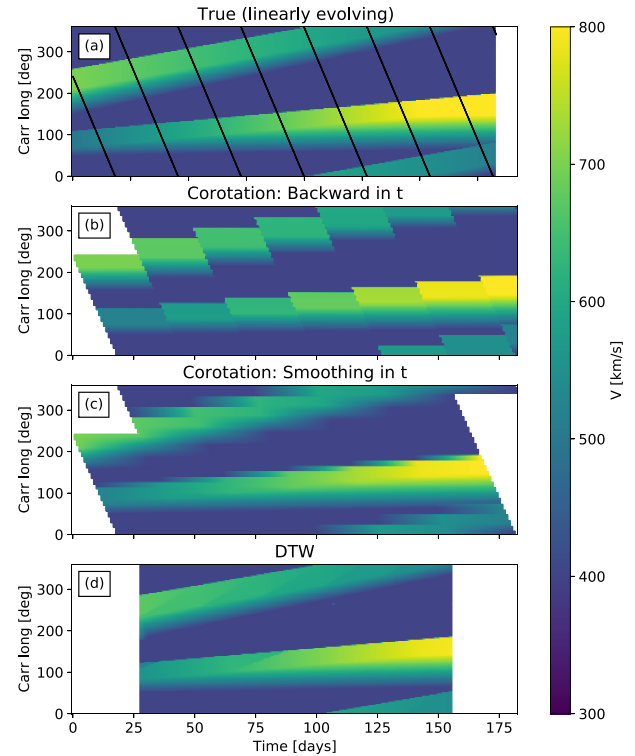 True (linearly evolving)
(a)
Carr long [deg]
300
200
100
0
Corotation: Backward in t
(b)
Carr long [deg]
300
200
100
0
Corotation: Smoothing in t
(c)
Carr long [deg]
300
200
100
0
DTW
(d)
Carr long [deg]
300
200
100
0
0 25 50 75 100 125 150 175
Time [days]
800
700
600
500
400
300
V [km/s]